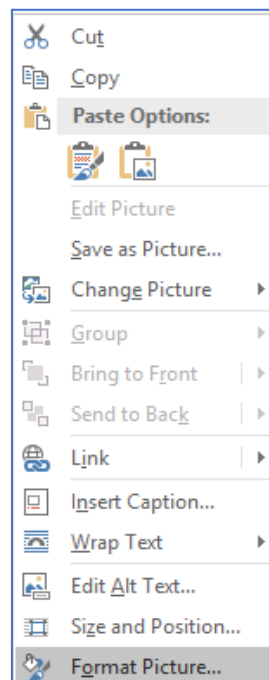 Cut
Copy
Paste Options:
Edit Picture
Save as Picture...
Change Picture
Group
Bring to Front
Send to Back
Link
Insert Caption...
Wrap Text
Edit Alt Text...
Size and Position...
Format Picture...